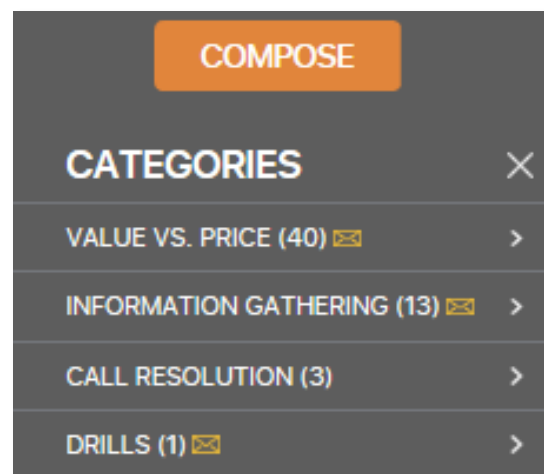 COMPOSE
CATEGORIES
VALUE VS. PRICE (40)
INFORMATION GATHERING (13)
CALL RESOLUTION (3)
DRILLS (1)